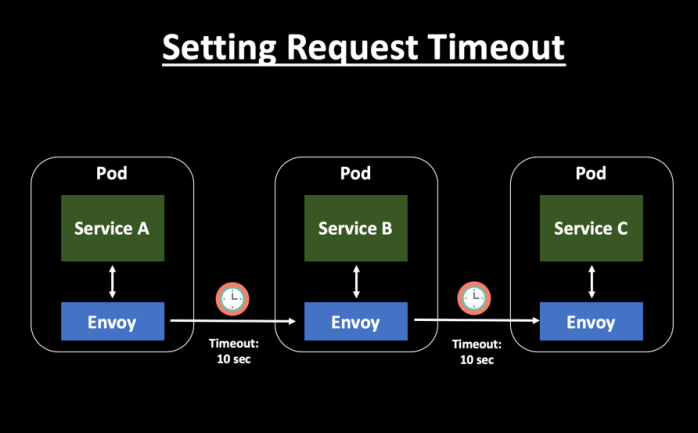 Setting Request Timeout
Pod
Service A
Envoy
Timeout:
10 sec
Pod
Service B
Envoy
Timeout:
10 sec
Pod
Service C
Envoy